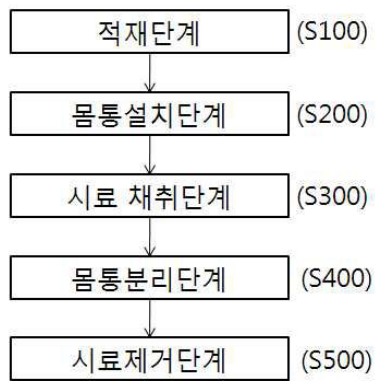 적재단계 (S100)
몸통설치단계 (S200)
시료 채취단계 (S300)
몸통분리단계 (S400)
시료제거단계 (S500)